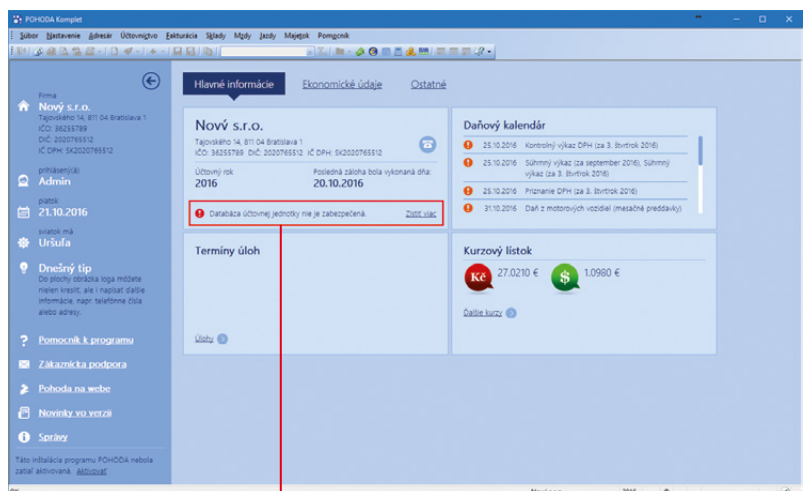 POHODA Komplet
Súbor Nastavenie Adresár Účtovníctvo Fakturácia Sklady Mzdy Jazdy Majetok Pomocník
Firma
Nový s.r.o.
Tajovského 14, 811 04 Bratislava 1
IČO: 36255789
DIČ: 2020765512
IČ DPH: SK2020765512
prihlásený(á)
Admin
piatok
21.10.2016
sviatok má
Uršuľa
Dnešný tip
Do plochy obrázka loga môžete
nielen kresliť, ale i napísať ďalšie
informácie, napr. telefónne čísla
alebo adresy.
Pomocník k programu
Zákaznícka podpora
Pohoda na webe
Novinky vo verzii
Správy
Táto inštalácia programu POHODA nebola
zatiaľ aktivovaná. Aktivovať
Hlavné informácie Ekonomické údaje Ostatné
Nový s.r.o.
Tajovského 14, 811 04 Bratislava 1
IČO: 36255789 DIČ: 2020765512 IČ DPH: SK2020765512
Účtovný rok Posledná záloha bola vykonaná dňa:
2016 20.10.2016
Databáza účtovnej jednotky nie je zabezpečená. Zistiť viac
Daňový kalendár
25.10.2016 Kontrolný výkaz DPH (za 3. štvrťrok 2016)
25.10.2016 Súhrnný výkaz (za september 2016), Súhrnný
výkaz (za 3. štvrťrok 2016)
25.10.2016 Priznanie DPH (za 3. štvrťrok 2016)
31.10.2016 Daň z motorových vozidiel (mesačné preddavky)
Termíny úloh
Úlohy
Kurzový lístok
Kč 27.0210 € $ 1.0980 €
Ďalšie kurzy